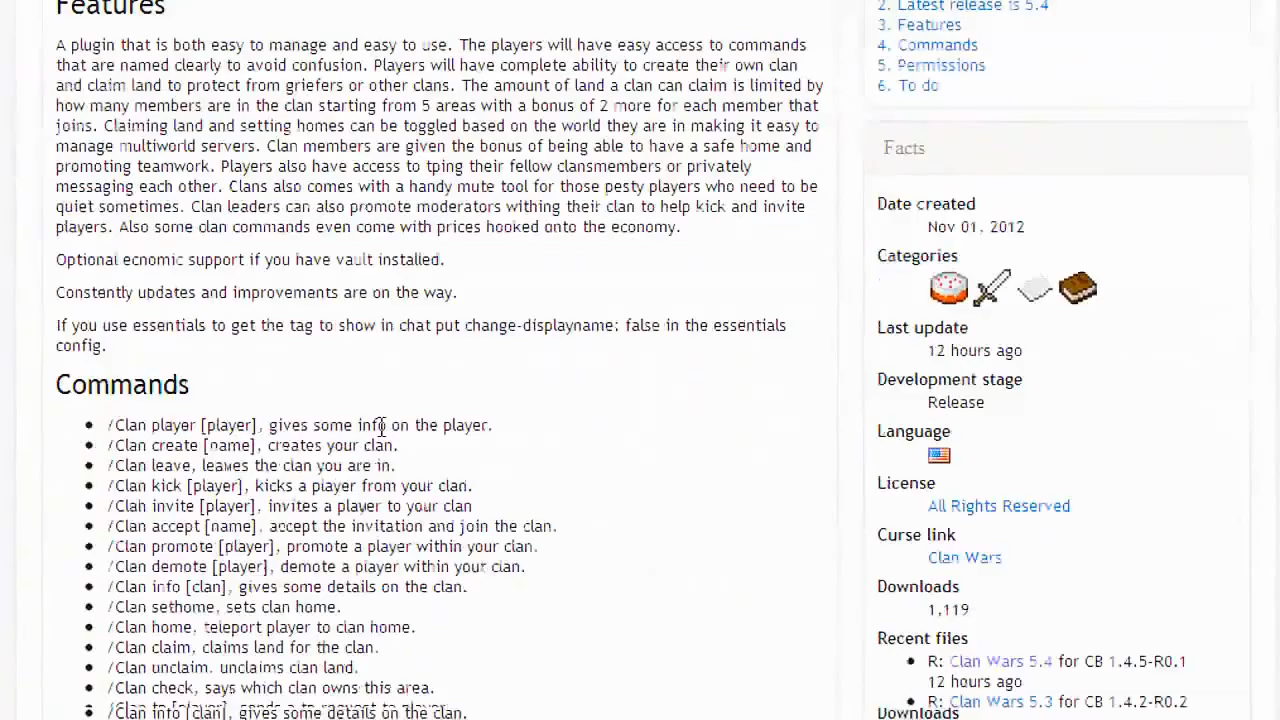 Features
A plugin that is both easy to manage and easy to use. The players will have easy access to commands
that are named clearly to avoid confusion. Players will have complete ability to create their own clan
and claim land to protect from griefers or other clans. The amount of land a clan can claim is limited by
how many members are in the clan starting from 5 areas with a bonus of 2 more for each member that
joins. Claiming land and setting homes can be toggled based on the world they are in making it easy to
manage multiworld servers. Clan members are given the bonus of being able to have a safe home and
promoting teamwork. Players also have access to tping their fellow clansmembers or privately
messaging each other. Clans also comes with a handy mute tool for those pesty players who need to be
quiet sometimes. Clan leaders can also promote moderators withing their clan to help kick and invite
players. Also some clan commands even come with prices hooked onto the economy.
Optional ecnomic support if you have vault installed.
Constently updates and improvements are on the way.
If you use essentials to get the tag to show in chat put change-displayname: false in the essentials
config.
Commands
/Clan player [player], gives some info on the player.
/Clan create [name], creates your clan.
/Clan leave, leaves the clan you are in.
/Clan kick [player], kicks a player from your clan.
/Clan invite [player], invites a player to your clan
/Clan accept [name], accept the invitation and join the clan.
/Clan promote [player], promote a player within your clan.
/Clan demote [player], demote a player within your clan.
/Clan info [clan], gives some details on the clan.
/Clan sethome, sets clan home.
/Clan home, teleport player to clan home.
/Clan claim, claims land for the clan.
/Clan unclaim, unclaims clan land.
/Clan check, says which clan owns this area.
/Clan info [clan], gives some details on the clan.
2. Latest release is 5.4
3. Features
4. Commands
5. Permissions
6. To do
Facts
Date created
Nov 01, 2012
Categories
Last update
12 hours ago
Development stage
Release
Language
License
All Rights Reserved
Curse link
Clan Wars
Downloads
1,119
Recent files
R: Clan Wars 5.4 for CB 1.4.5-R0.1
12 hours ago
R: Clan Wars 5.3 for CB 1.4.2-R0.2
Downloads